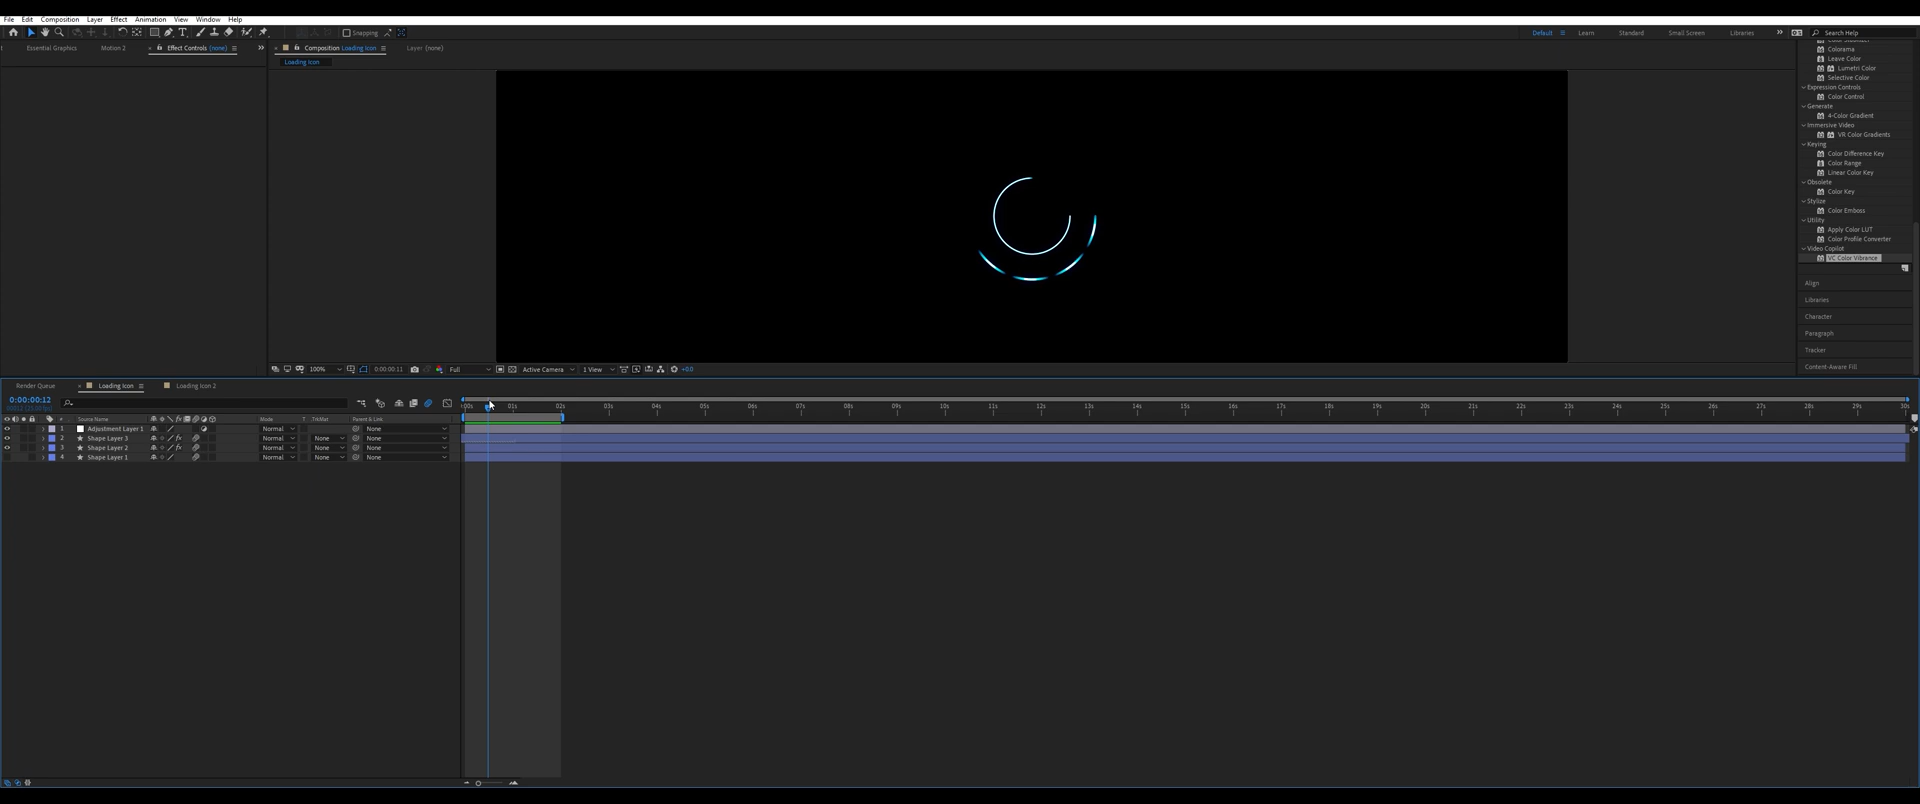 File Edit Composition Layer Effect Animation View Window Help
Snapping
Default Learn Standard Small Screen Libraries
Search Help
Essential Graphics Motion 2 Effect Controls (none)
Composition Loading Icon
Layer (none)
Loading Icon
Colorama
Leave Color
Lumetri Color
Selective Color
Expression Controls
Color Control
Generate
4-Color Gradient
Immersive Video
VR Color Gradients
Keying
Color Difference Key
Color Range
Linear Color Key
Obsolete
Color Key
Stylize
Color Emboss
Utility
Apply Color LUT
Color Profile Converter
Video Copilot
VC Color Vibrance
Align
Libraries
Character
Paragraph
Tracker
Content-Aware Fill
100% 0:00:00:11 Full Active Camera 1 View +0.0
Render Queue Loading Icon Loading Icon 2
0:00:00:12
:00s 01s 02s 03s 04s 05s 06s 07s 08s 09s 10s 11s 12s 13s 14s 15s 16s 17s 18s 19s 20s 21s 22s 23s 24s 25s 26s 27s 28s 29s 30s
# Source Name Mode T .TrkMat Parent & Link
1 Adjustment Layer 1 Normal None
2 Shape Layer 3 Normal None None
3 Shape Layer 2 Normal None None
4 Shape Layer 1 Normal None None